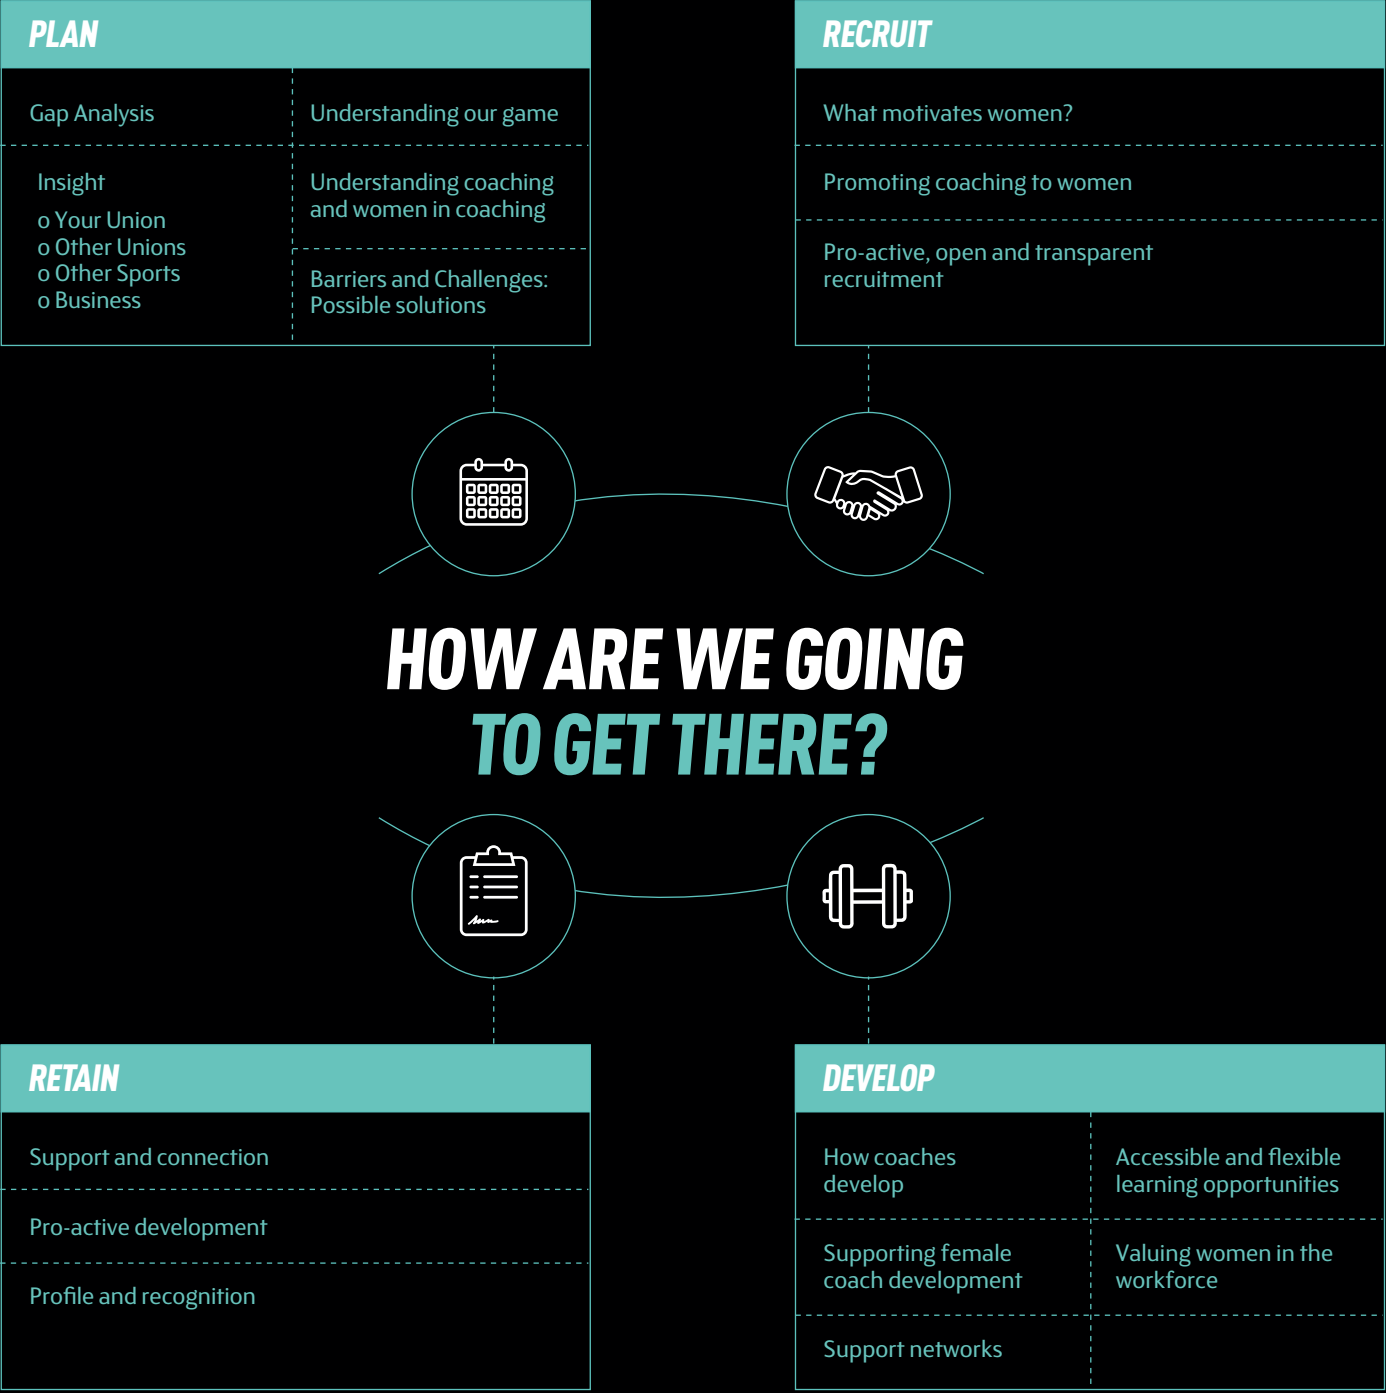 PLAN
Gap Analysis
Insight
o Your Union
o Other Unions
o Other Sports
o Business
Understanding our game
Understanding coaching
and women in coaching
Barriers and Challenges:
Possible solutions
RECRUIT
What motivates women?
Promoting coaching to women
Pro-active, open and transparent
recruitment
HOW ARE WE GOING
TO GET THERE?
RETAIN
Support and connection
Pro-active development
Profile and recognition
DEVELOP
How coaches
develop
Supporting female
coach development
Support networks
Accessible and flexible
learning opportunities
Valuing women in the
workforce